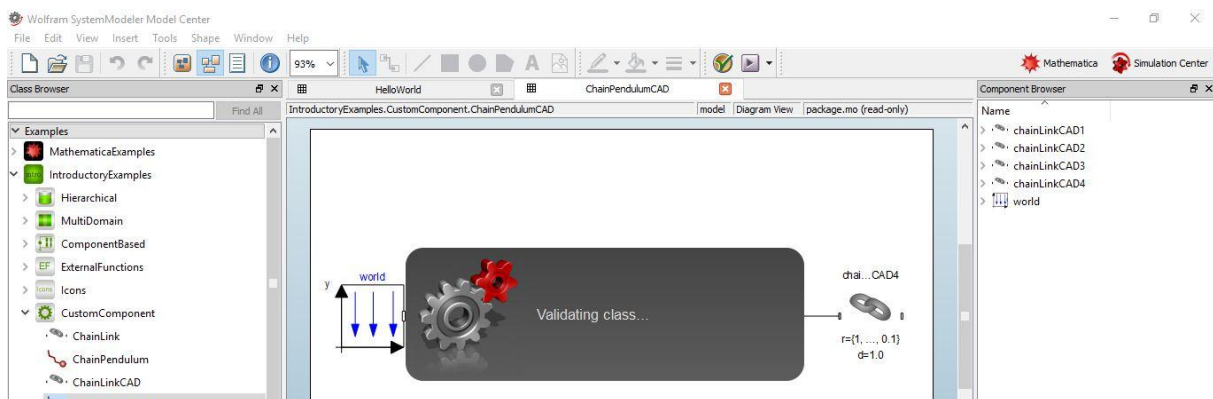 Wolfram SystemModeler Model Center
File Edit View Insert Tools Shape Window Help
93% A Mathematica Simulation Center
Class Browser HelloWorld ChainPendulumCAD Component Browser
Find All IntroductoryExamples.CustomComponent.ChainPendulumCAD model Diagram View package.mo (read-only) Name
Examples chainLinkCAD1
MathematicaExamples chainLinkCAD2
IntroductoryExamples chainLinkCAD3
Hierarchical chainLinkCAD4
MultiDomain world
ComponentBased
EF ExternalFunctions
Icons Icons
CustomComponent
ChainLink
ChainPendulum
ChainLinkCAD
y world
Validating class...
chai...CAD4
r={1, ..., 0.1}
d=1.0